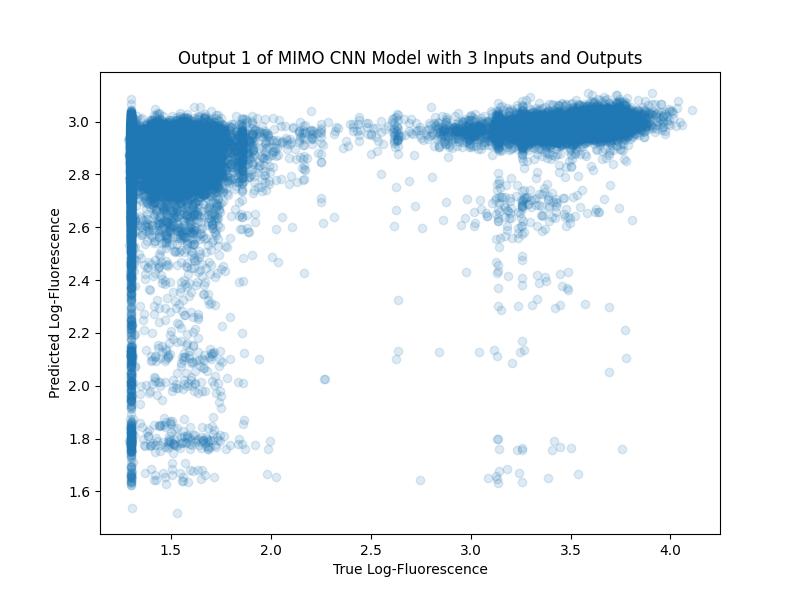 Output 1 of MIMO CNN Model with 3 Inputs and Outputs
3.0
2.8
2.6
2.4
2.2
2.0
1.8
1.6
Predicted Log-Fluorescence
1.5 2.0 2.5 3.0 3.5 4.0
True Log-Fluorescence